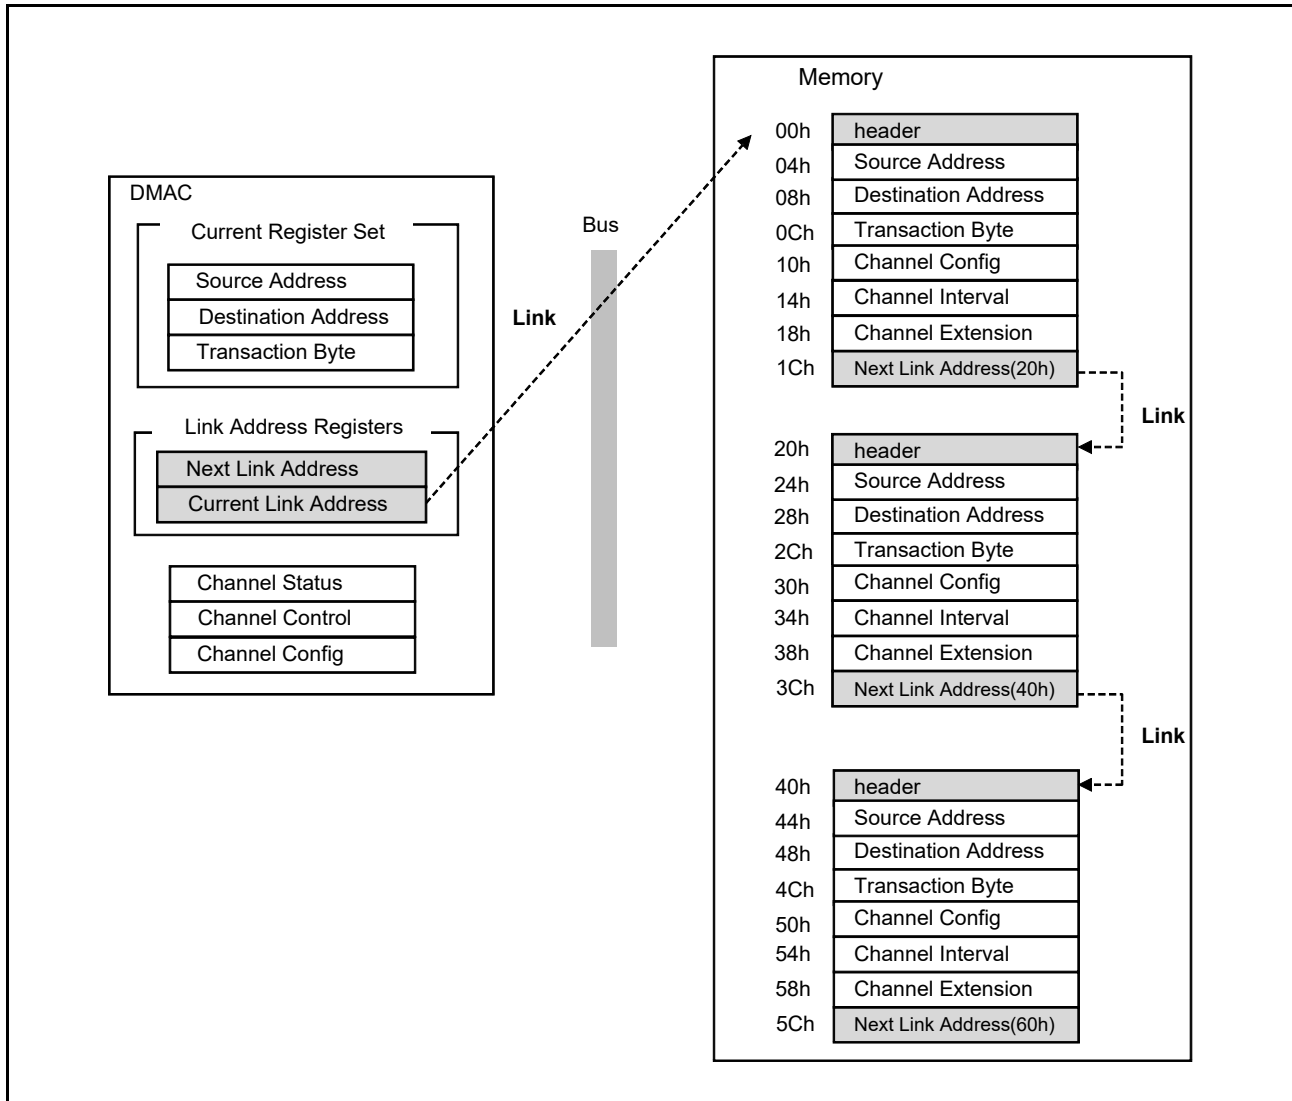 DMAC
Current Register Set
Source Address
Destination Address
Transaction Byte
Link Address Registers
Next Link Address
Current Link Address
Channel Status
Channel Control
Channel Config
Link
Bus
Memory
00h header
04h Source Address
08h Destination Address
0Ch Transaction Byte
10h Channel Config
14h Channel Interval
18h Channel Extension
1Ch Next Link Address(20h)
Link
20h header
24h Source Address
28h Destination Address
2Ch Transaction Byte
30h Channel Config
34h Channel Interval
38h Channel Extension
3Ch Next Link Address(40h)
Link
40h header
44h Source Address
48h Destination Address
4Ch Transaction Byte
50h Channel Config
54h Channel Interval
58h Channel Extension
5Ch Next Link Address(60h)